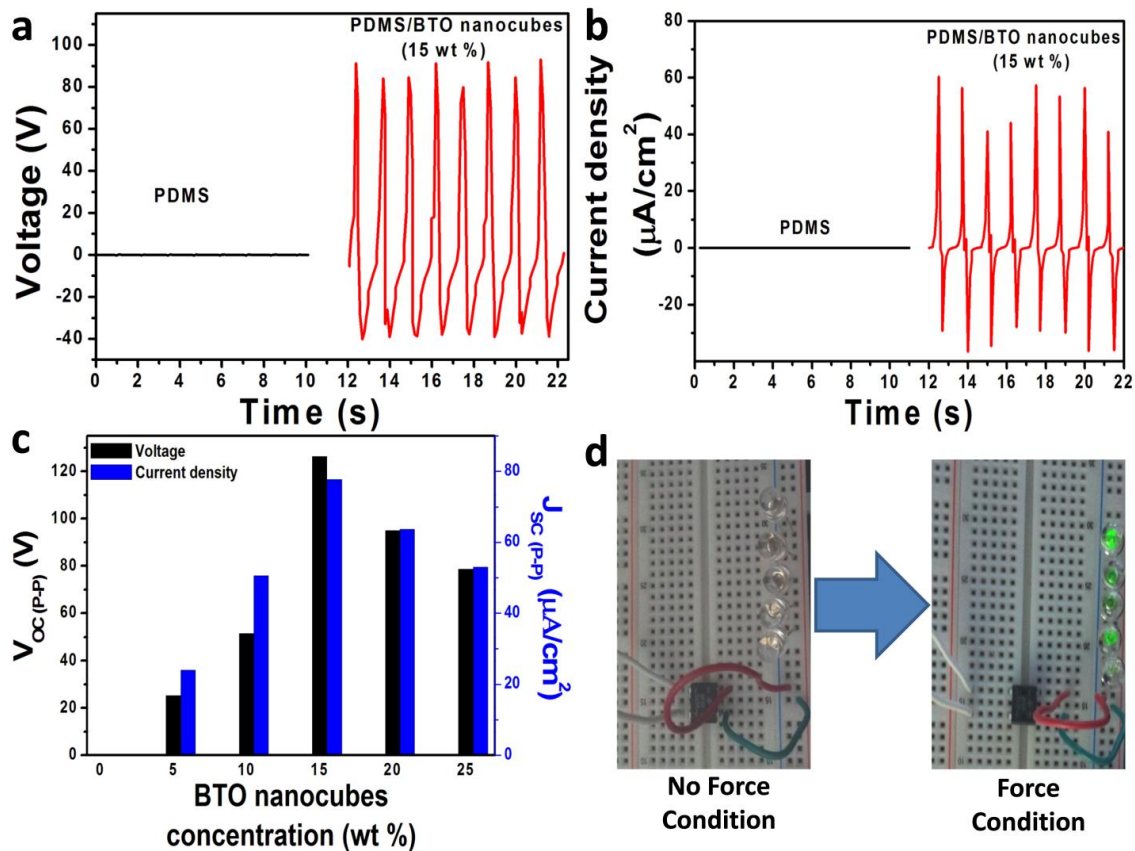 a
Voltage (V)
100
80
60
40
20
0
-20
-40
PDMS
PDMS/BTO nanocubes
(15 wt %)
0 2 4 6 8 10 12 14 16 18 20 22
Time (s)
b
Current density
(μA/cm²)
80
60
40
20
0
-20
PDMS
PDMS/BTO nanocubes
(15 wt %)
0 2 4 6 8 10 12 14 16 18 20 22
Time (s)
c
Voltage
Current density
V OC (P-P) (V)
120
100
80
60
40
20
0
J SC (P-P) (μA/cm²)
80
60
40
20
0
0 5 10 15 20 25
BTO nanocubes
concentration (wt %)
d
No Force
Condition
Force
Condition